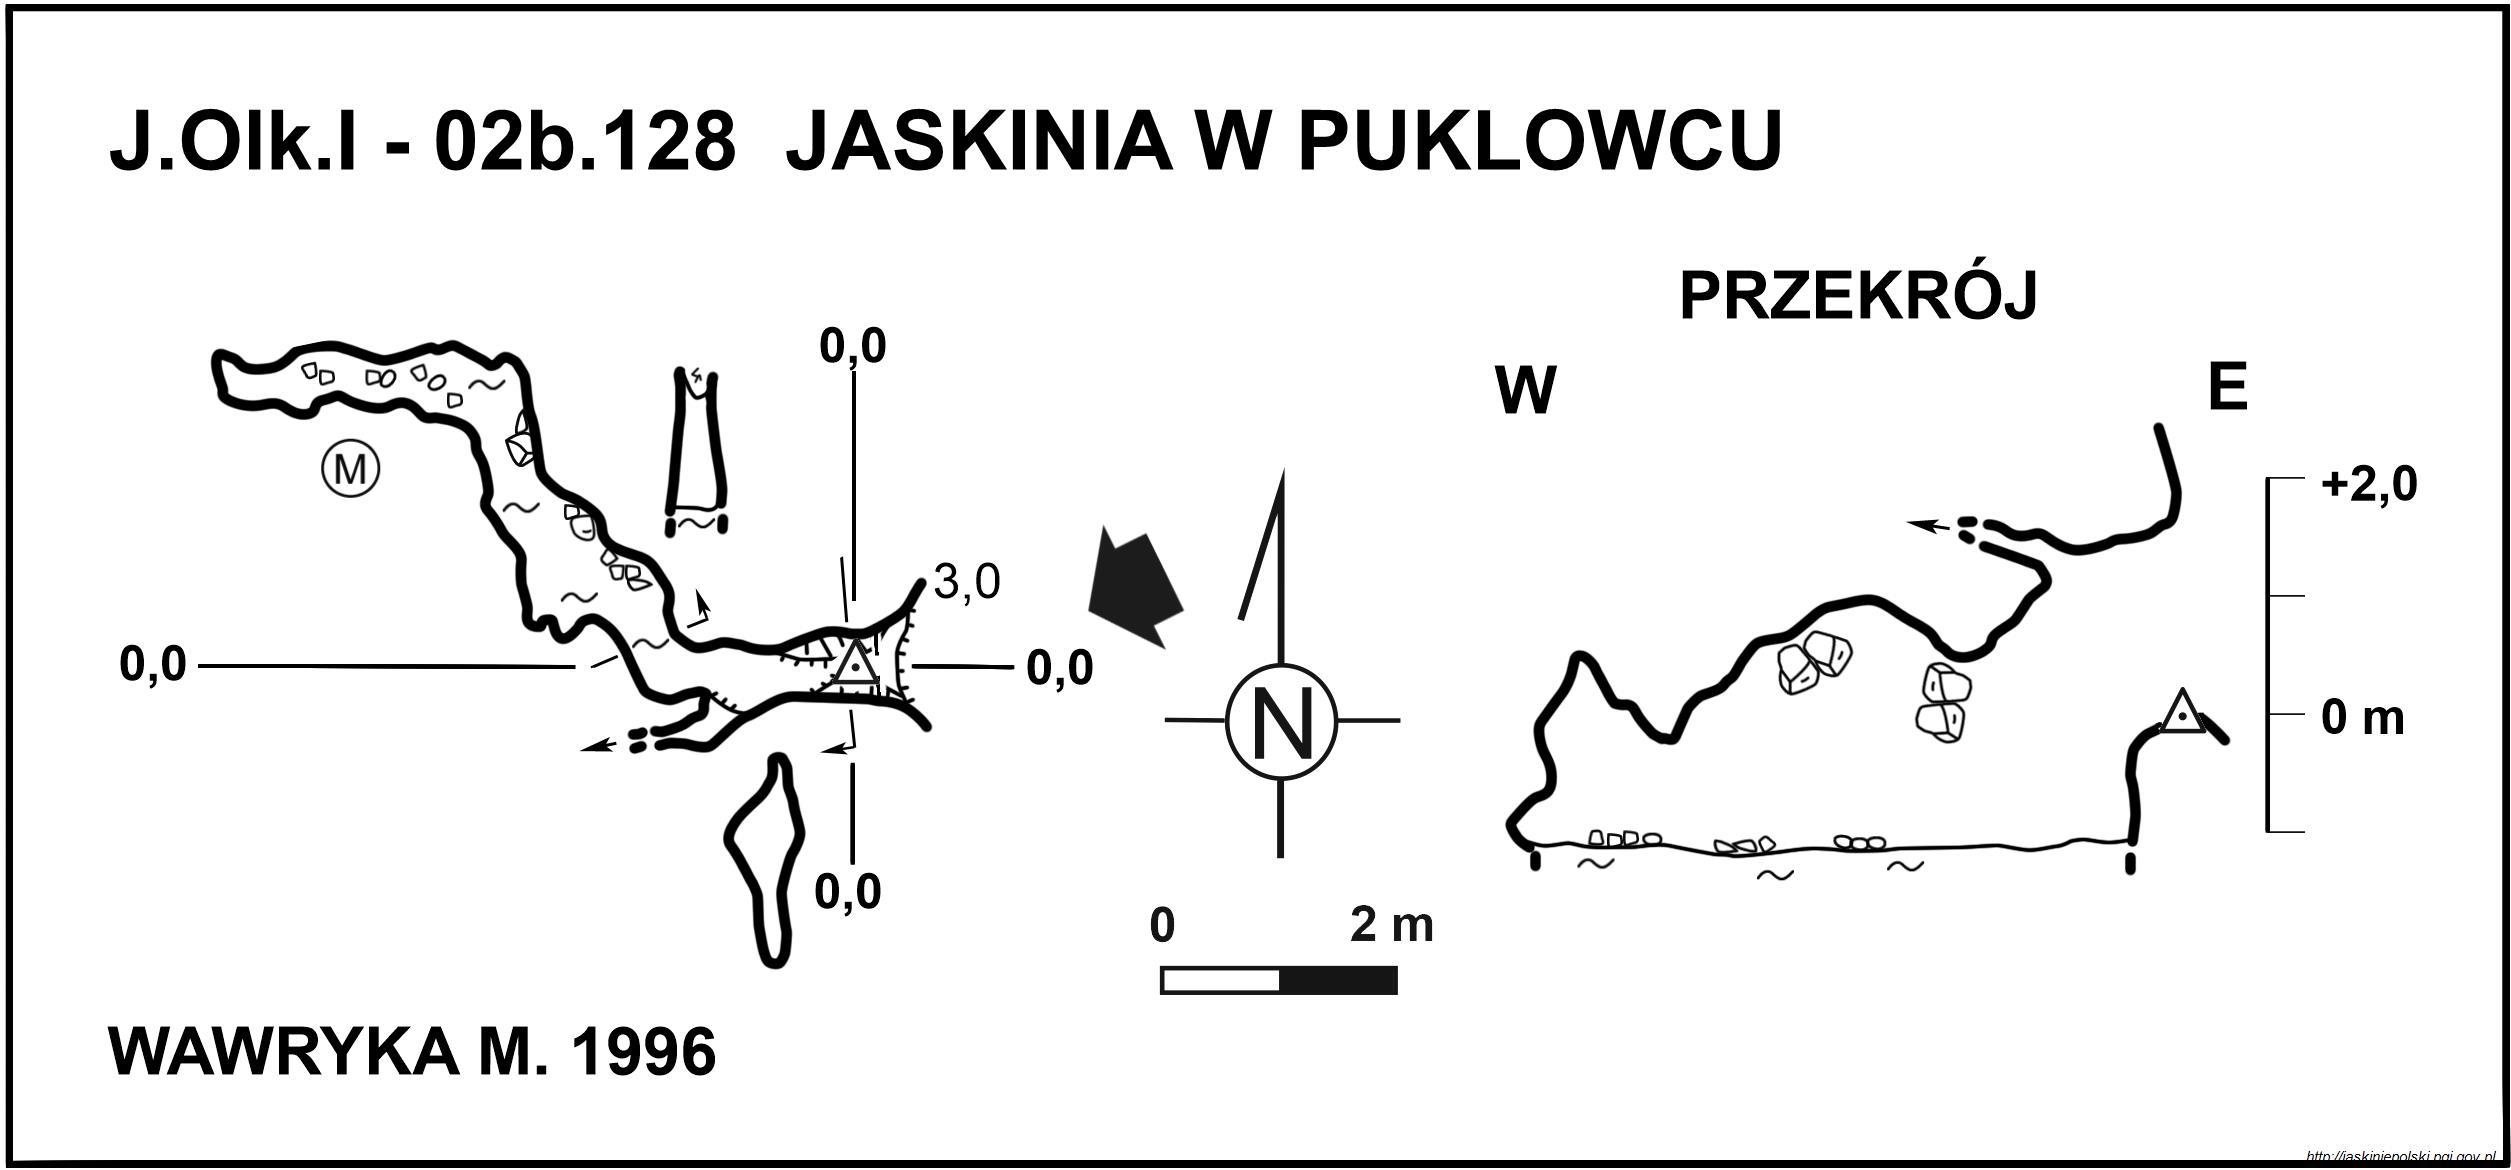 J.Olk.I - 02b.128 JASKINIA W PUKLOWCU
PRZEKRÓJ
W
E
0,0
M
3,0
0,0
0,0
0,0
N
+2,0
0 m
0
2 m
WAWRYKA M. 1996
http://jaskiniepolski.pgi.gov.pl